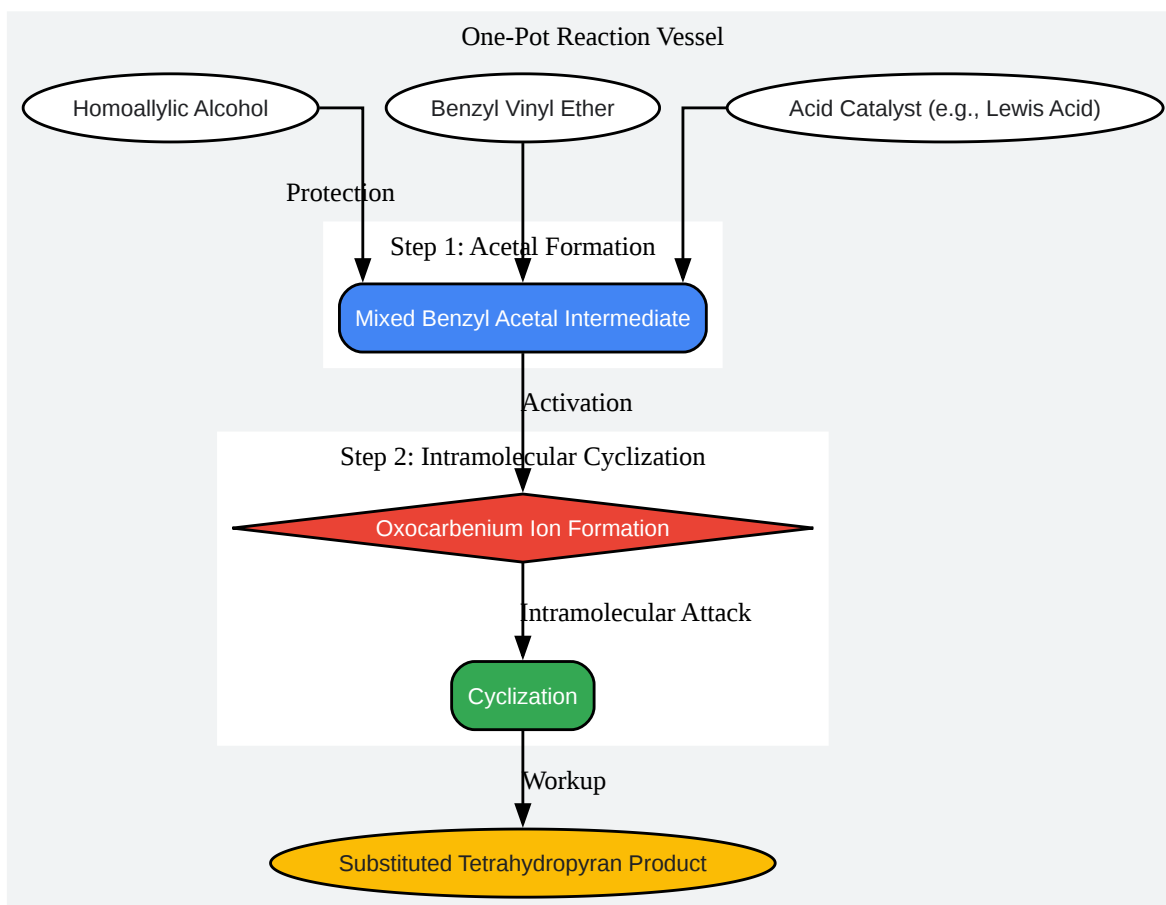 One-Pot Reaction Vessel
Homoallylic Alcohol
Benzyl Vinyl Ether
Acid Catalyst (e.g., Lewis Acid)
Protection
Step 1: Acetal Formation
Mixed Benzyl Acetal Intermediate
Activation
Step 2: Intramolecular Cyclization
Oxocarbenium Ion Formation
Intramolecular Attack
Cyclization
Workup
Substituted Tetrahydropyran Product